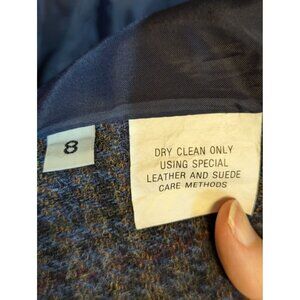 8
DRY CLEAN ONLY
USING SPECIAL
LEATHER AND SUEDE
CARE METHODS